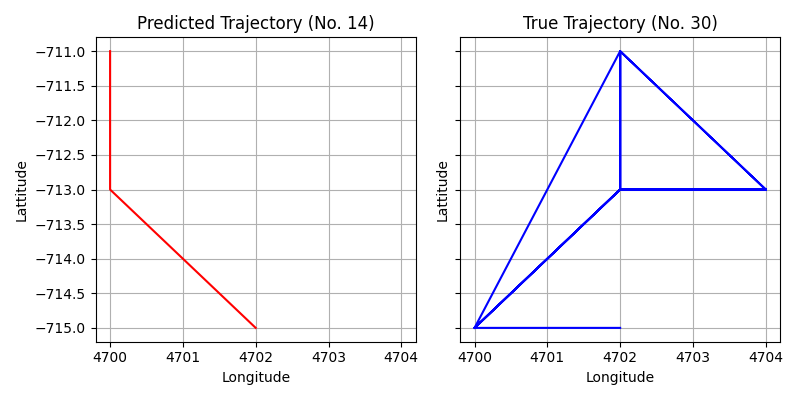 Predicted Trajectory (No. 14)
True Trajectory (No. 30)
−711.0
−711.5
−712.0
−712.5
−713.0
−713.5
−714.0
−714.5
−715.0
Lattitude
Lattitude
4700 4701 4702 4703 4704
4700 4701 4702 4703 4704
Longitude
Longitude